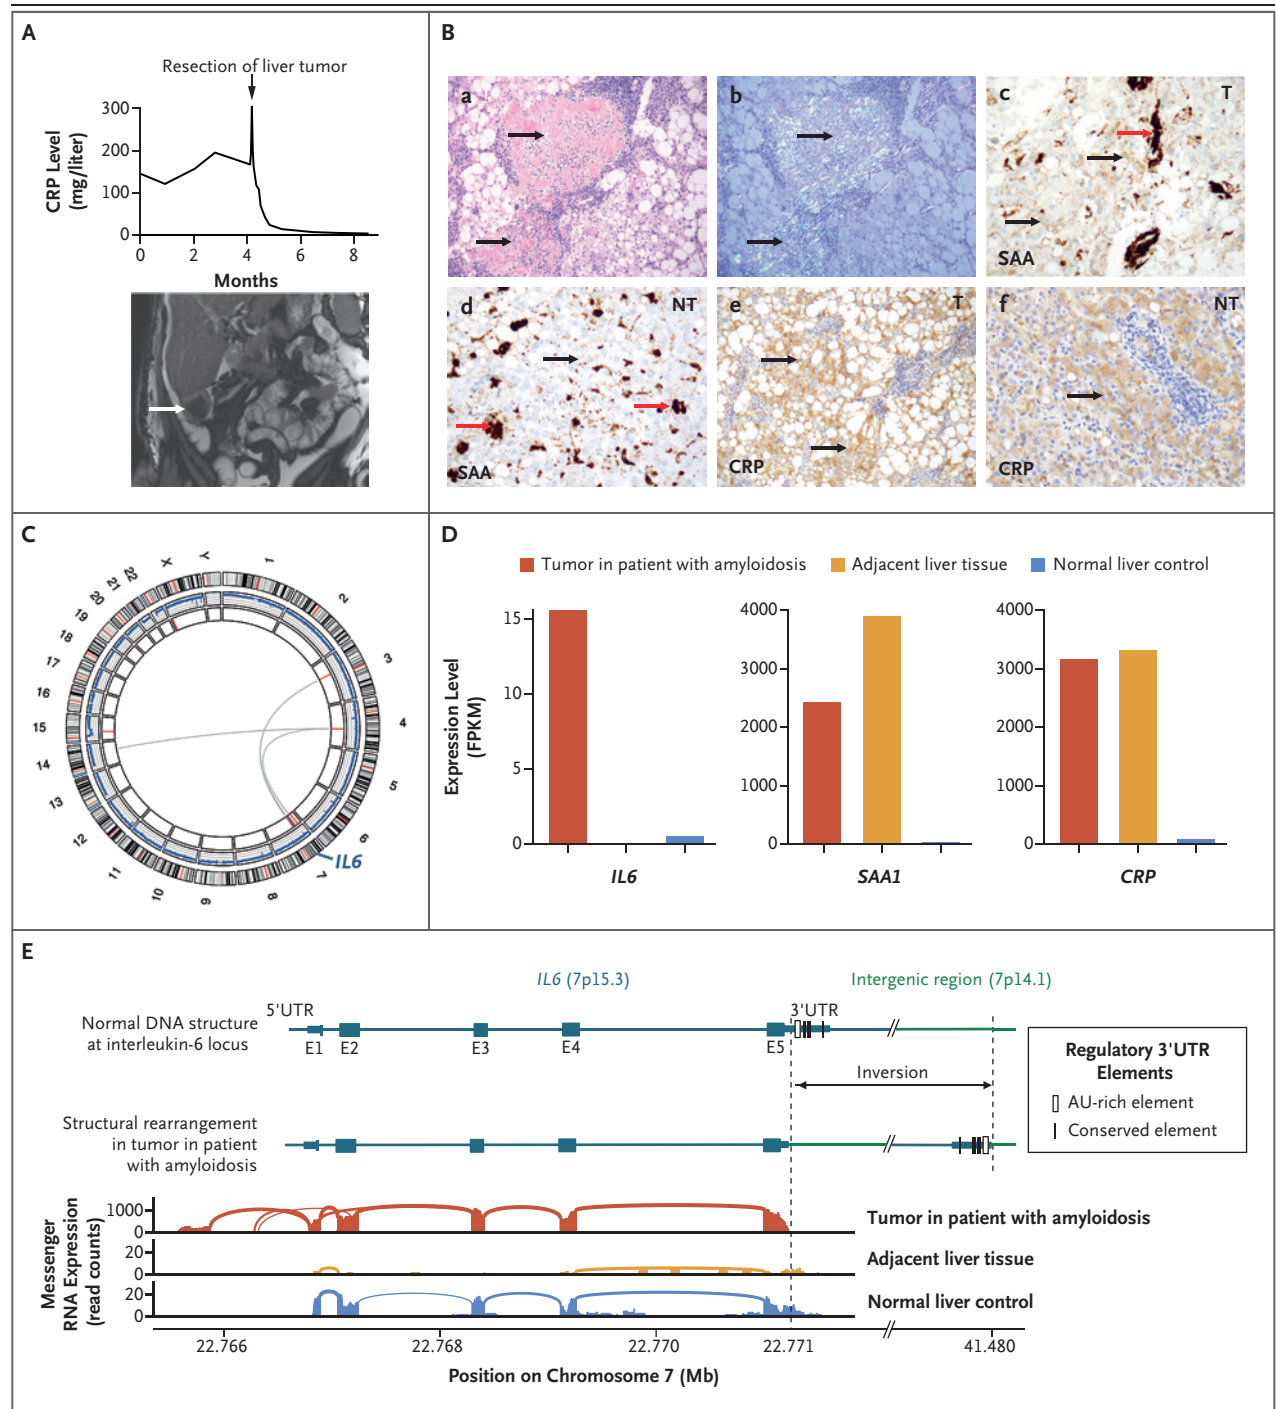 A
Resection of liver tumor
CRP Level
(mg/liter)
300
200
100
0
0 2 4 6 8
Months
B
a
b
c T
SAA
d NT
SAA
e T
CRP
f NT
CRP
C
1
2
3
4
5
6
7
8
9
10
11
12
13
14
15
16
17
18
19
20
21
22
X
Y
IL6
D
Tumor in patient with amyloidosis Adjacent liver tissue Normal liver control
Expression Level
(FPKM)
15
10
5
0
IL6
4000
3000
2000
1000
0
SAA1
4000
3000
2000
1000
0
CRP
E
IL6 (7p15.3) Intergenic region (7p14.1)
5'UTR 3'UTR
Normal DNA structure
at interleukin-6 locus
E1 E2 E3 E4 E5
Inversion
Regulatory 3'UTR
Elements
AU-rich element
Conserved element
Structural rearrangement
in tumor in patient
with amyloidosis
Messenger
RNA Expression
(read counts)
1000
0
Tumor in patient with amyloidosis
20
0
Adjacent liver tissue
20
0
Normal liver control
22.766 22.768 22.770 22.771 41.480
Position on Chromosome 7 (Mb)